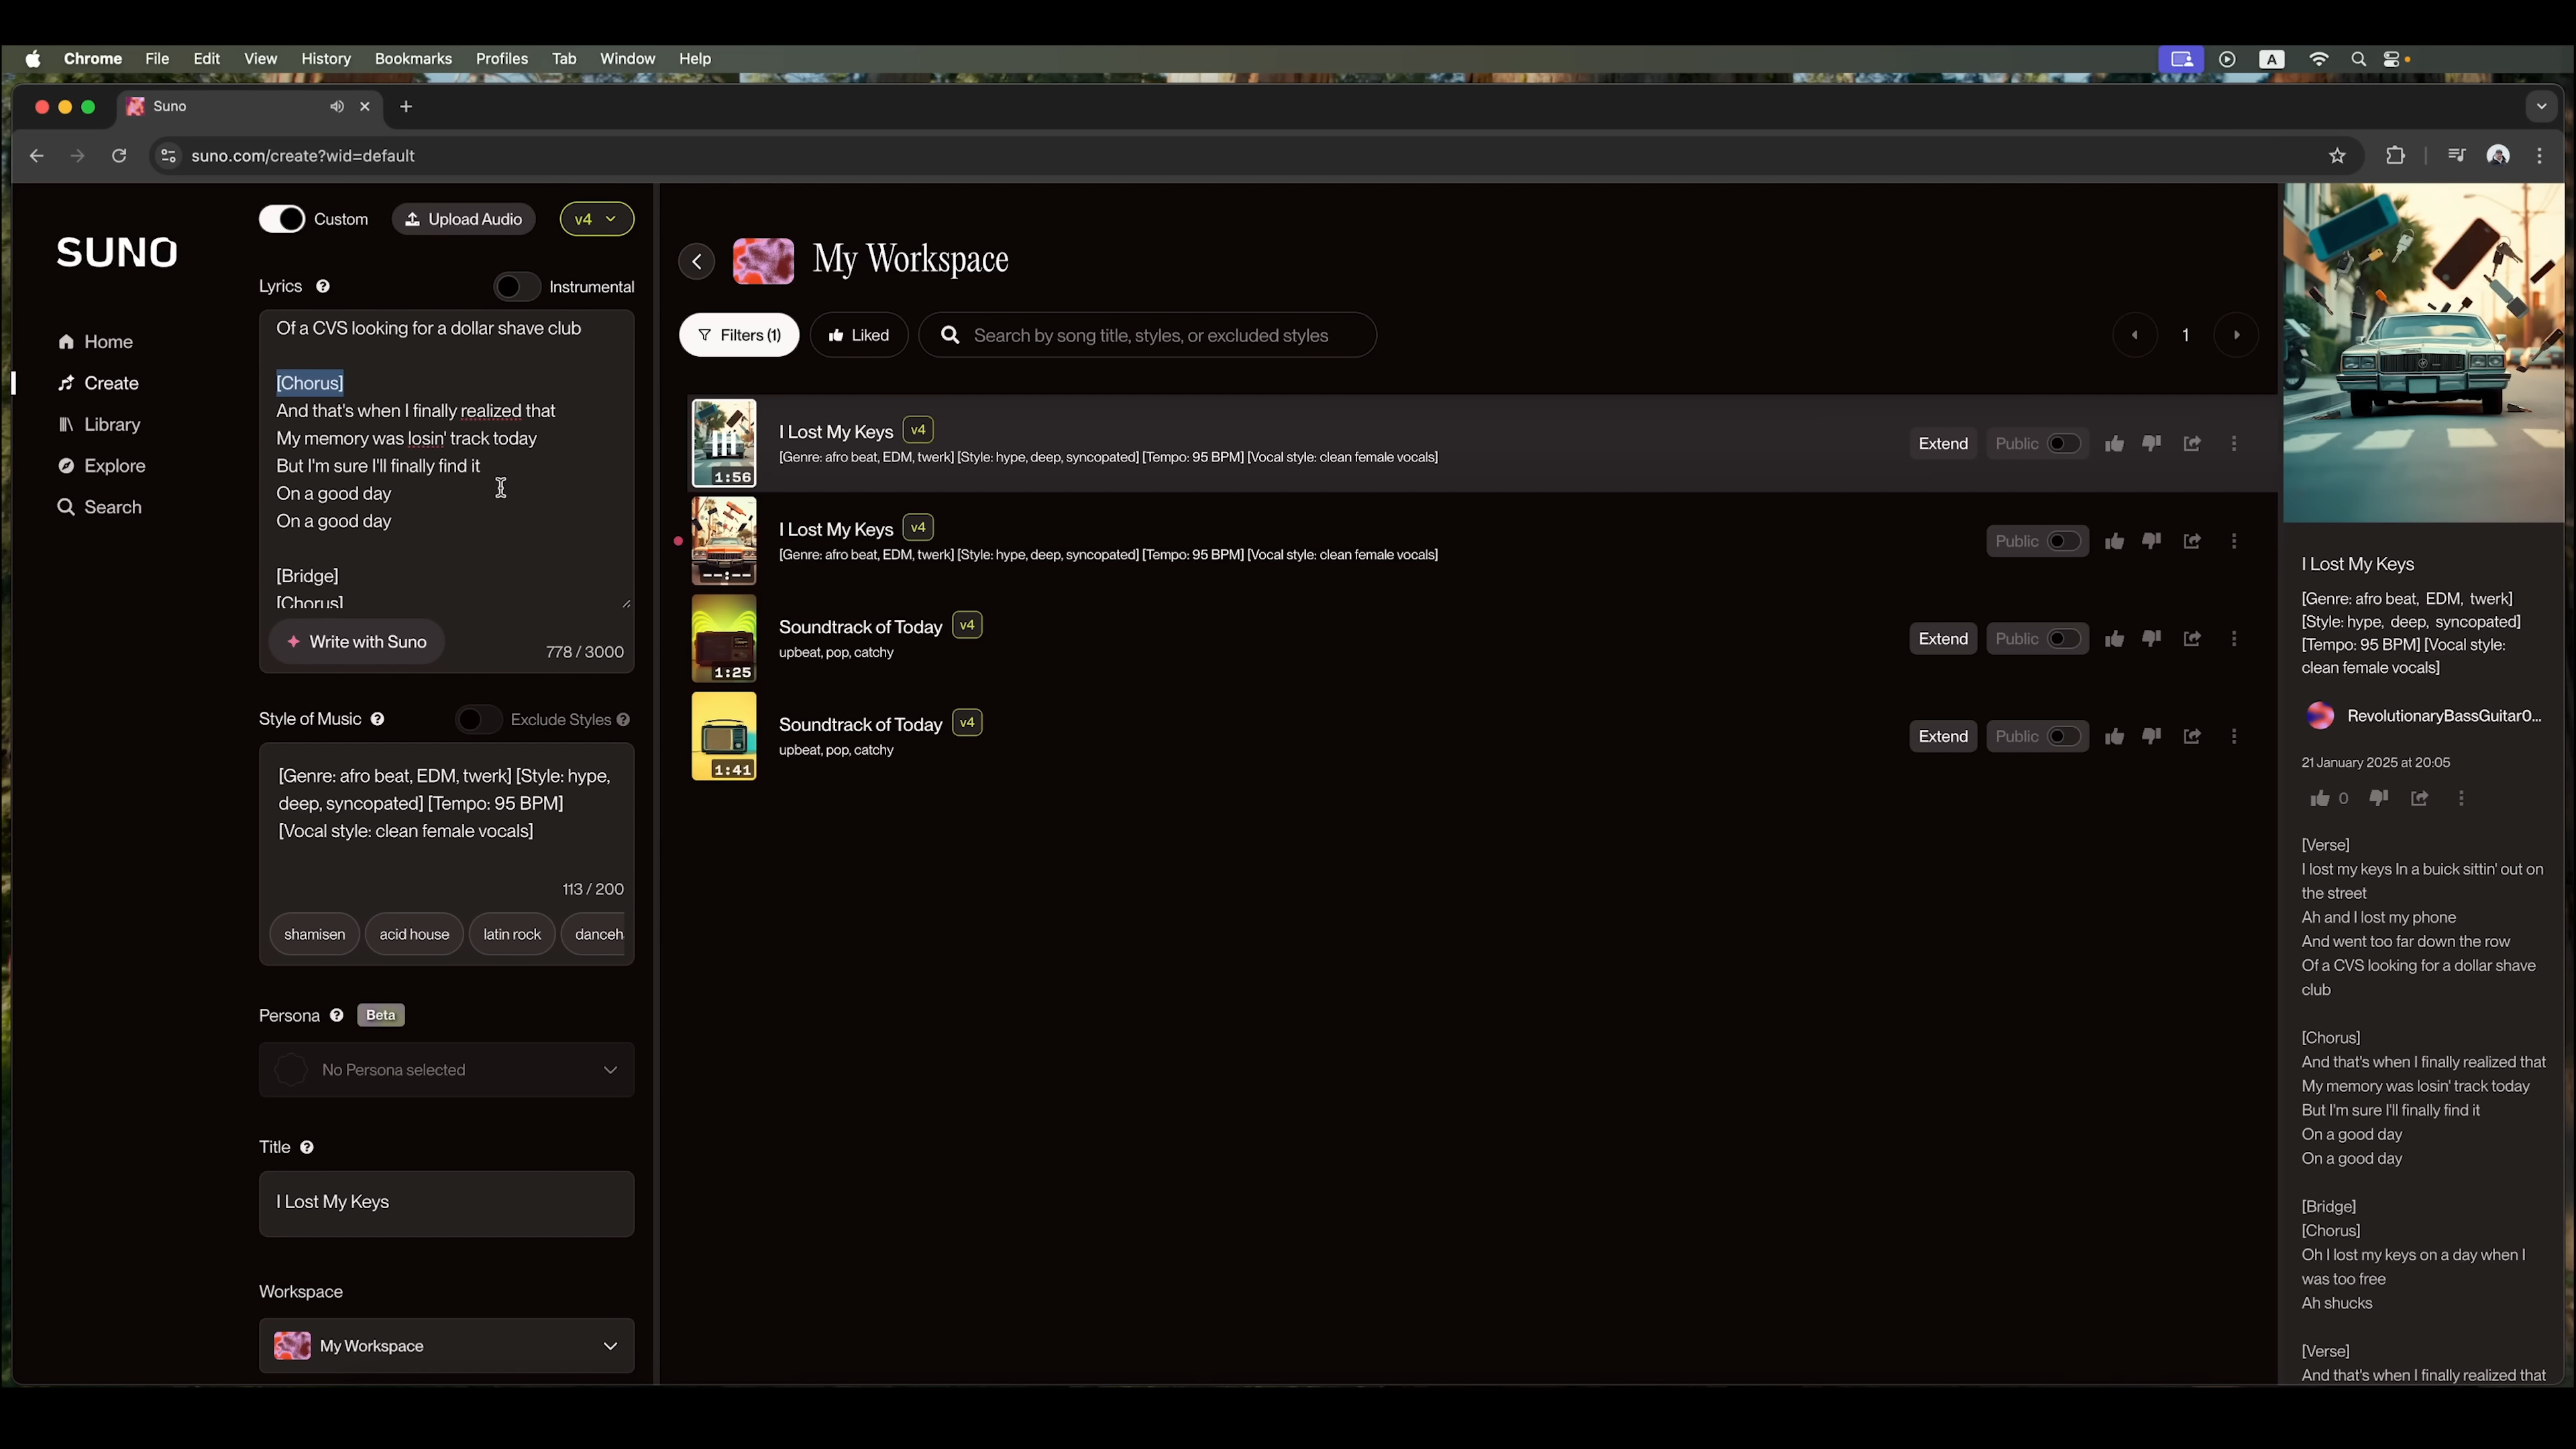 Chrome File Edit View History Bookmarks Profiles Tab Window Help
A
Suno
suno.com/create?wid=default
SUNO
Home
Create
Library
Explore
Search
Custom
Upload Audio
v4
Lyrics
Instrumental
Of a CVS looking for a dollar shave club
[Chorus]
And that's when I finally realized that
My memory was losin' track today
But I'm sure I'll finally find it
On a good day
On a good day
[Bridge]
[Chorus]
Write with Suno
778 / 3000
Style of Music
Exclude Styles
[Genre: afro beat, EDM, twerk] [Style: hype,
deep, syncopated] [Tempo: 95 BPM]
[Vocal style: clean female vocals]
113 / 200
shamisen
acid house
latin rock
danceh
Persona
Beta
No Persona selected
Title
I Lost My Keys
Workspace
My Workspace
My Workspace
Filters (1)
Liked
Search by song title, styles, or excluded styles
1
1:56
I Lost My Keys v4
[Genre: afro beat, EDM, twerk] [Style: hype, deep, syncopated] [Tempo: 95 BPM] [Vocal style: clean female vocals]
Extend
Public
--:--
I Lost My Keys v4
[Genre: afro beat, EDM, twerk] [Style: hype, deep, syncopated] [Tempo: 95 BPM] [Vocal style: clean female vocals]
Public
1:25
Soundtrack of Today v4
upbeat, pop, catchy
Extend
Public
1:41
Soundtrack of Today v4
upbeat, pop, catchy
Extend
Public
I Lost My Keys
[Genre: afro beat, EDM, twerk]
[Style: hype, deep, syncopated]
[Tempo: 95 BPM] [Vocal style:
clean female vocals]
RevolutionaryBassGuitar0...
21 January 2025 at 20:05
0
[Verse]
I lost my keys In a buick sittin' out on
the street
Ah and I lost my phone
And went too far down the row
Of a CVS looking for a dollar shave
club
[Chorus]
And that's when I finally realized that
My memory was losin' track today
But I'm sure I'll finally find it
On a good day
On a good day
[Bridge]
[Chorus]
Oh I lost my keys on a day when I
was too free
Ah shucks
[Verse]
And that's when I finally realized that